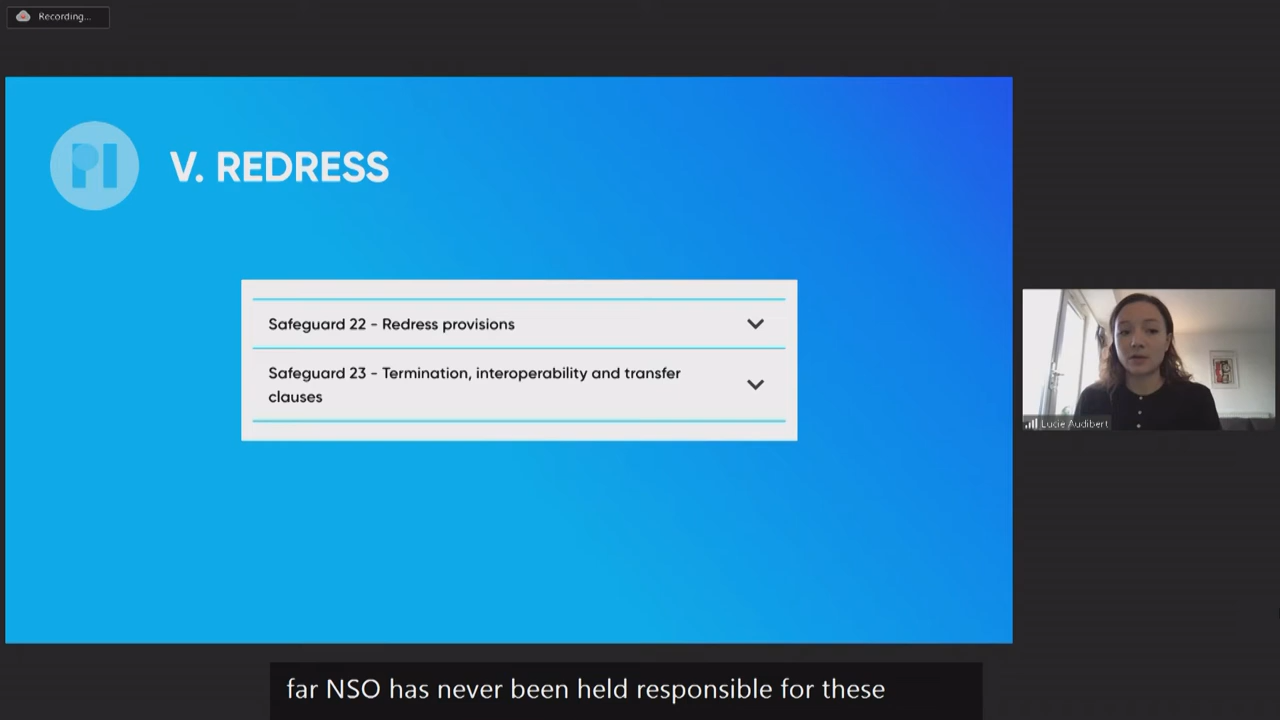 Recording...
PI
V. REDRESS
Safeguard 22 - Redress provisions
Safeguard 23 - Termination, interoperability and transfer
clauses
Lucie Audibert
far NSO has never been held responsible for these